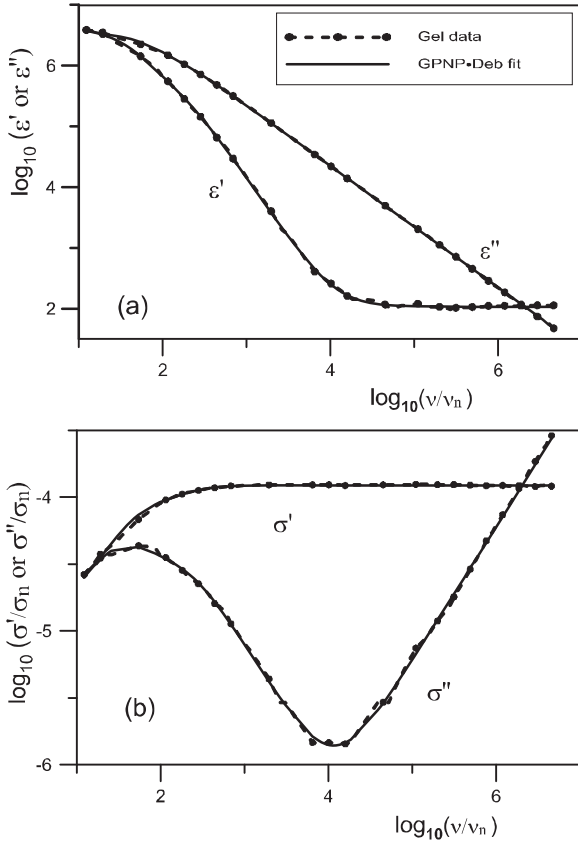 Gel data
GPNP•Deb fit
log₁₀(ε' or ε'')
6
4
2
ε'
ε''
(a)
2 4 6
log₁₀(ν/νₙ)
log₁₀(σ'/σₙ or σ''/σₙ)
-4
-5
-6
σ'
σ''
(b)
2 4 6
log₁₀(ν/νₙ)